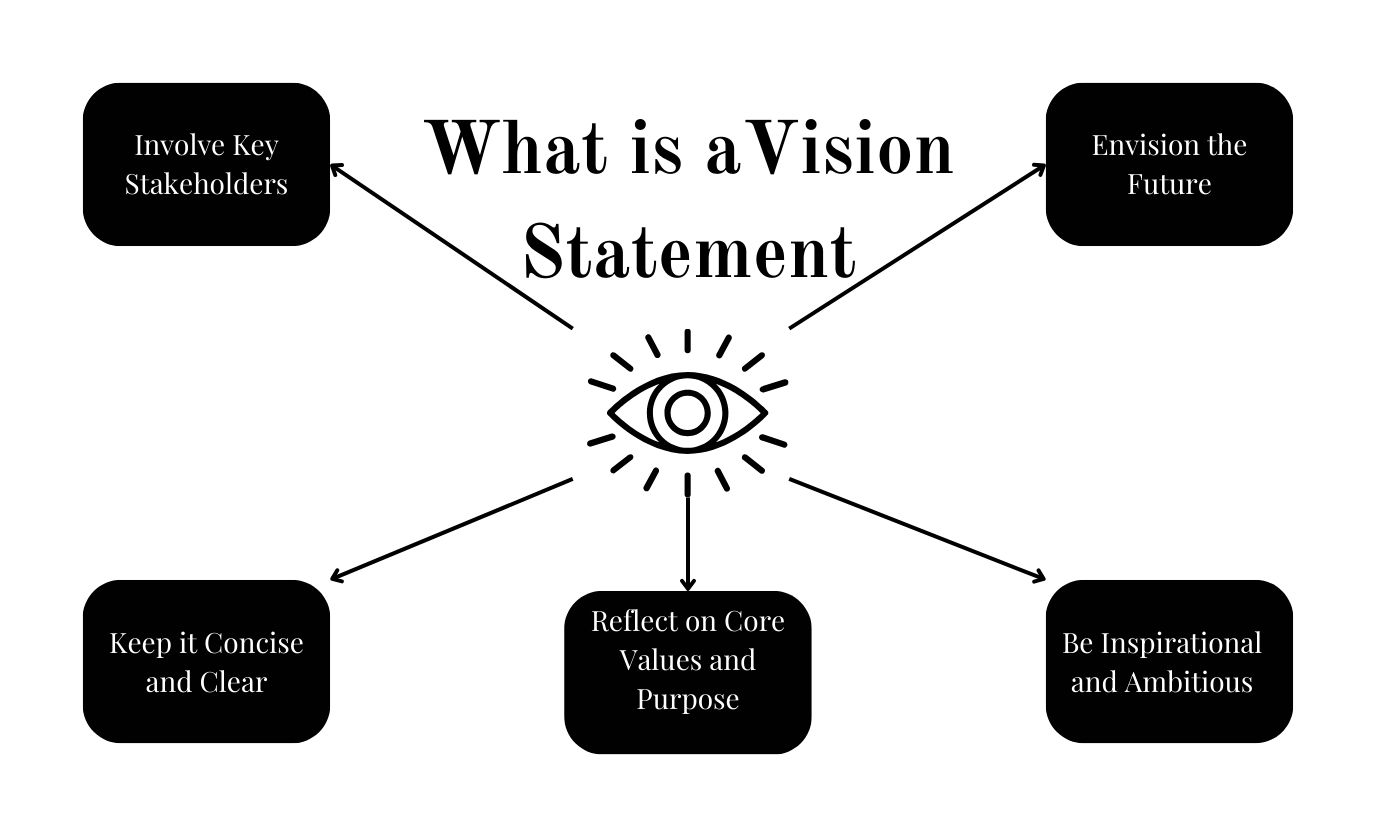 What is aVision
Statement
Involve Key
Stakeholders
Envision the
Future
Keep it Concise
and Clear
Reflect on Core
Values and
Purpose
Be Inspirational
and Ambitious